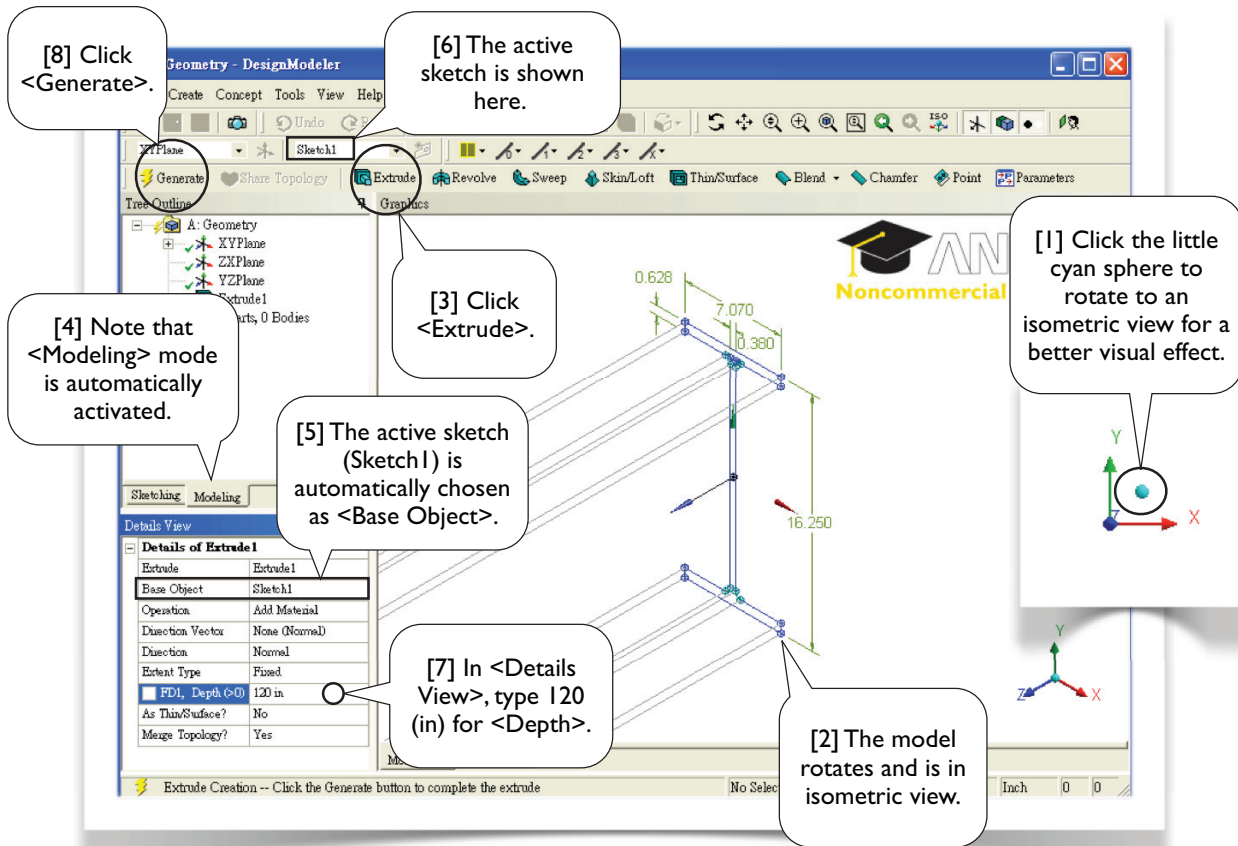 [8] Click
<Generate>.
[6] The active
sketch is shown
here.
Geometry - DesignModeler
Create Concept Tools View Help
Undo
ISO
XYPlane
Sketch1
Generate Share Topology Extrude Revolve Sweep Skin/Loft Thin/Surface Blend Chamfer Point Parameters
Tree Outline
Graphics
A: Geometry
XYPlane
ZXPlane
YZPlane
Extrude1
0 Bodies
[3] Click
<Extrude>.
[4] Note that
<Modeling> mode
is automatically
activated.
[5] The active sketch
(Sketch1) is
automatically chosen
as <Base Object>.
Noncommercial
0.628
7.070
0.380
16.250
[1] Click the little
cyan sphere to
rotate to an
isometric view for a
better visual effect.
Y
Z
X
Sketching Modeling
Details View
Details of Extrude1
Extrude Extrude1
Base Object Sketch1
Operation Add Material
Direction Vector None (Normal)
Direction Normal
Extent Type Fixed
FD1, Depth (>0) 120 in
As Thin/Surface? No
Merge Topology? Yes
[7] In <Details
View>, type 120
(in) for <Depth>.
[2] The model
rotates and is in
isometric view.
Y
Z
X
Extrude Creation -- Click the Generate button to complete the extrude
No Selec
Inch 0 0